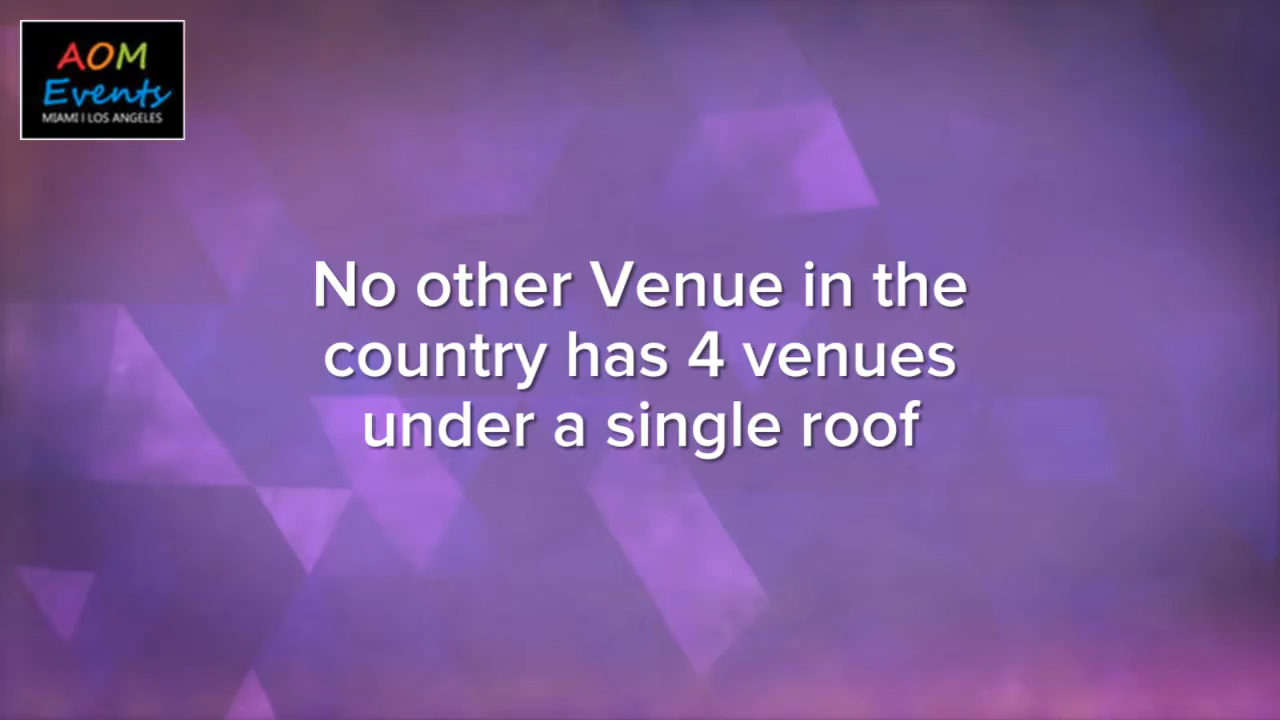 AOM
Events
MIAMI I LOS ANGELES
No other Venue in the
country has 4 venues
under a single roof